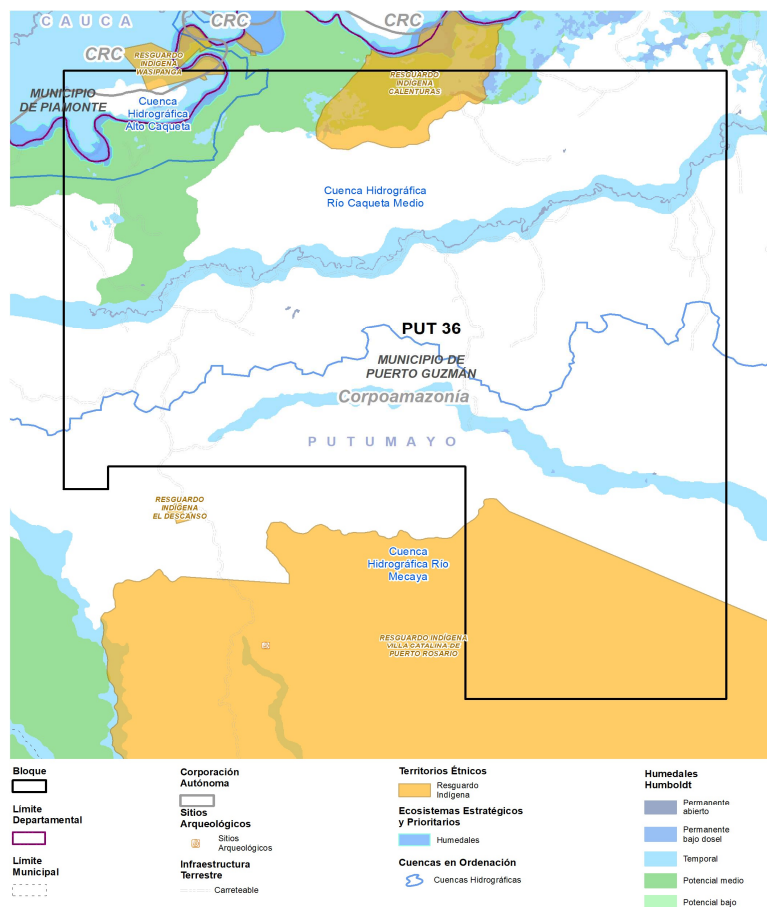 CAUCA
CRC
CRC
CRC
RESGUARDO
INDÍGENA
WASIPANGA
RESGUARDO
INDÍGENA
CALENTURAS
MUNICIPIO
DE PIAMONTE
Cuenca
Hidrográfica
Alto Caqueta
Cuenca Hidrográfica
Río Caqueta Medio
PUT 36
MUNICIPIO DE
PUERTO GUZMÁN
Corpoamazonía
PUTUMAYO
RESGUARDO
INDÍGENA
EL DESCANSO
Cuenca
Hidrográfica Río
Mecaya
RESGUARDO INDÍGENA
VILLA CATALINA DE
PUERTO ROSARIO
Bloque
Límite
Departamental
Límite
Municipal
Corporación
Autónoma
Sitios
Arqueológicos
Sitios
Arqueológicos
Infraestructura
Terrestre
Carreteable
Territorios Étnicos
Resguardo
Indígena
Ecosistemas Estratégicos
y Prioritarios
Humedales
Cuencas en Ordenación
Cuencas Hidrográficas
Humedales
Humboldt
Permanente
abierto
Permanente
bajo dosel
Temporal
Potencial medio
Potencial bajo